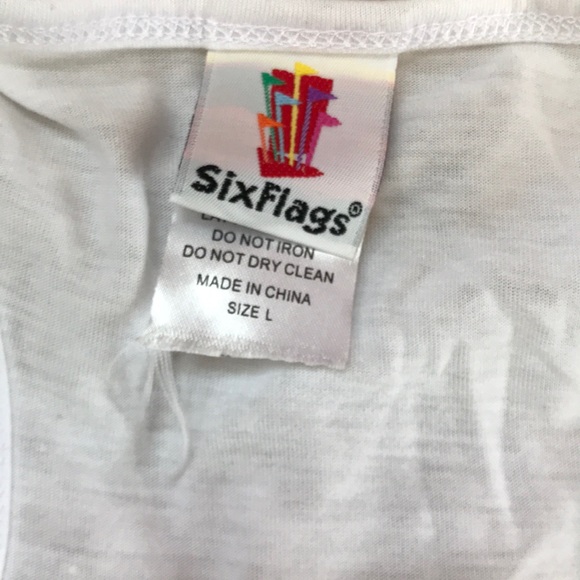 SixFlags®
DO NOT IRON
DO NOT DRY CLEAN
MADE IN CHINA
SIZE L